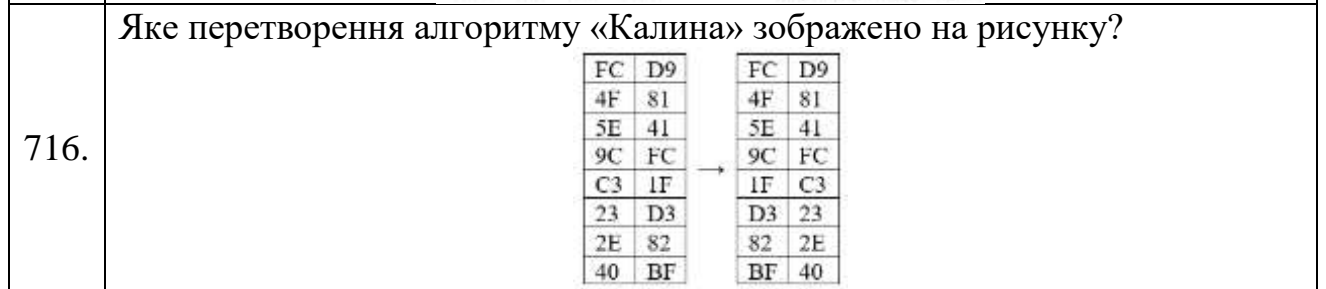 Яке перетворення алгоритму «Калина» зображено на рисунку?
716.
FC D9 FC D9
4F 81 4F 81
5E 41 5E 41
9C FC → 9C FC
C3 1F 1F C3
23 D3 D3 23
2E 82 82 2E
40 BF BF 40